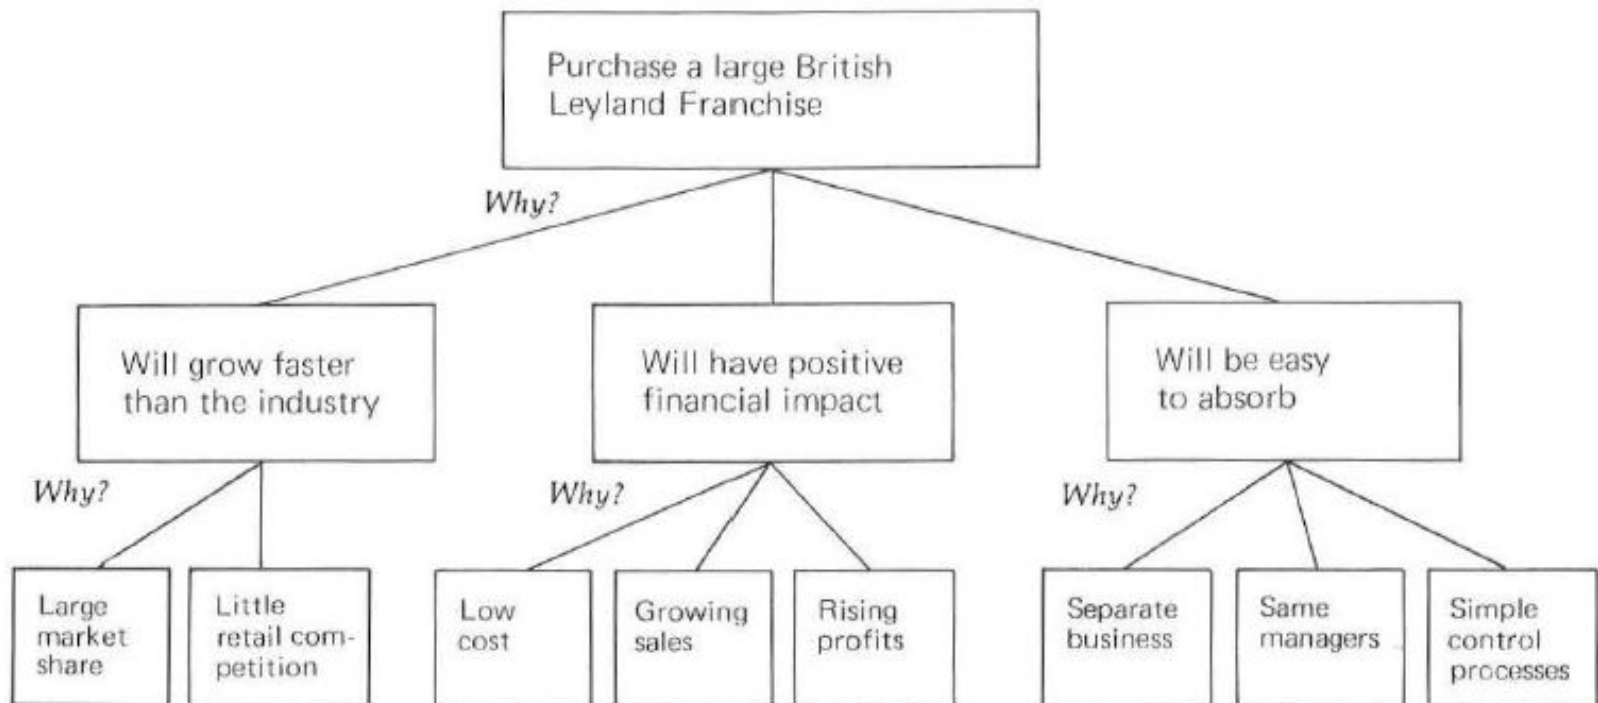 Purchase a large British
Leyland Franchise
Why?
Will grow faster
than the industry
Will have positive
financial impact
Will be easy
to absorb
Why?
Why?
Why?
Large
market
share
Little
retail com-
petition
Low
cost
Growing
sales
Rising
profits
Separate
business
Same
managers
Simple
control
processes